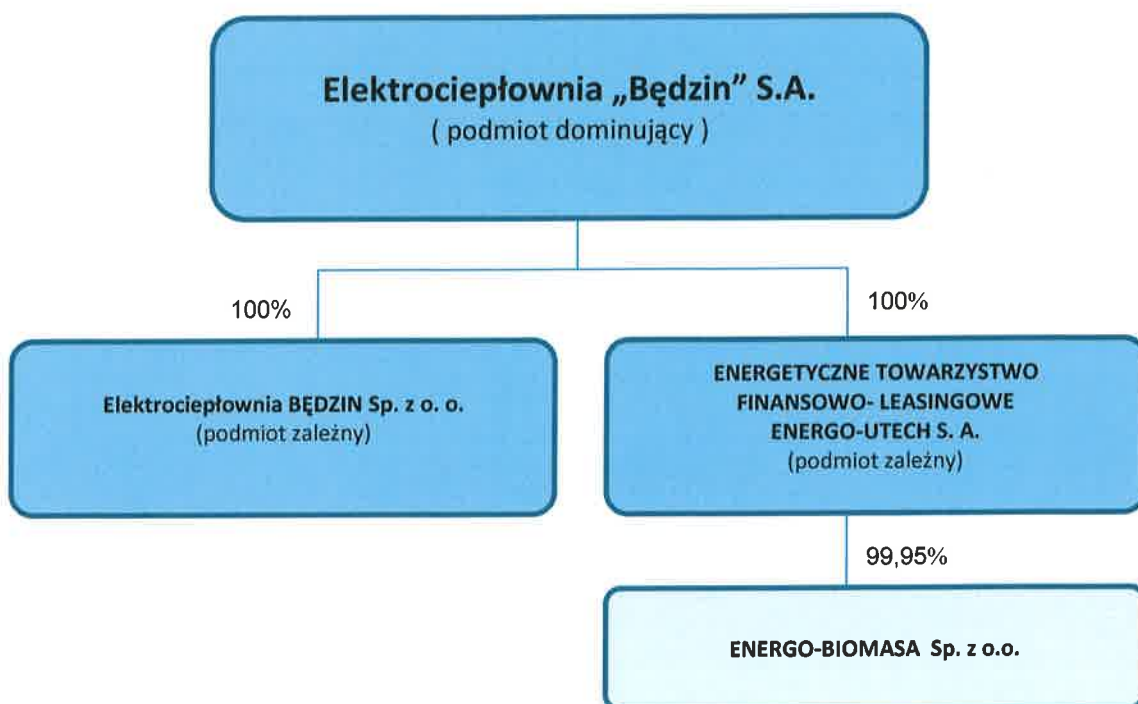 Elektrociepłownia „Będzin” S.A.
( podmiot dominujący )
100%
100%
Elektrociepłownia BĘDZIN Sp. z o. o.
(podmiot zależny)
ENERGETYCZNE TOWARZYSTWO
FINANSOWO- LEASINGOWE
ENERGO-UTECH S. A.
(podmiot zależny)
99,95%
ENERGO-BIOMASA Sp. z o.o.